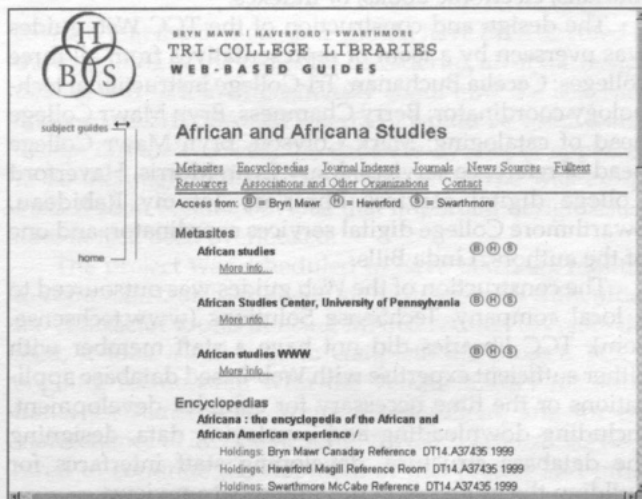 H
B S
BRYN MAWR | HAVERFORD | SWARTHMORE
TRI-COLLEGE LIBRARIES
WEB-BASED GUIDES
subject guides
home
African and Africana Studies
Metasites Encyclopedias Journal Indexes Journals News Sources Fulltext
Resources Associations and Other Organizations Contact
Access from: B = Bryn Mawr H = Haverford S = Swarthmore
Metasites
African studies B H S
More info...
African Studies Center, University of Pennsylvania B H S
More info...
African studies WWW B H S
More info...
Encyclopedias
Africana : the encyclopedia of the African and
African American experience /
Holdings: Bryn Mawr Canaday Reference DT14.A37435 1999
Holdings: Haverford Magill Reference Room DT14.A37435 1999
Holdings: Swarthmore McCabe Reference DT14.A37435 1999